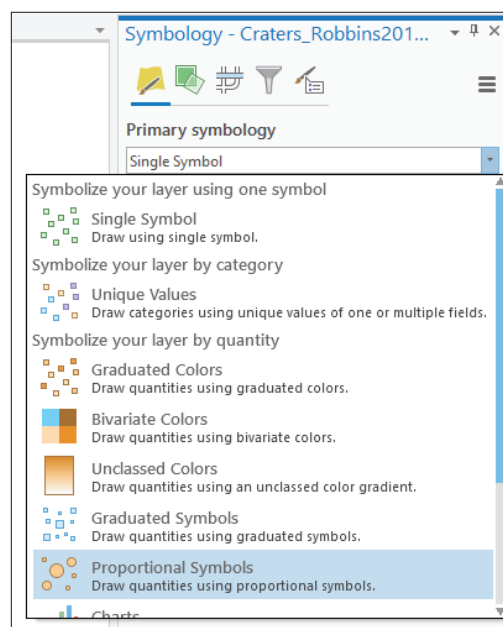 Symbology - Craters_Robbins201...
Primary symbology
Single Symbol
Symbolize your layer using one symbol
Single Symbol
Draw using single symbol.
Symbolize your layer by category
Unique Values
Draw categories using unique values of one or multiple fields.
Symbolize your layer by quantity
Graduated Colors
Draw quantities using graduated colors.
Bivariate Colors
Draw quantities using bivariate colors.
Unclassed Colors
Draw quantities using an unclassed color gradient.
Graduated Symbols
Draw quantities using graduated symbols.
Proportional Symbols
Draw quantities using proportional symbols.
Charts